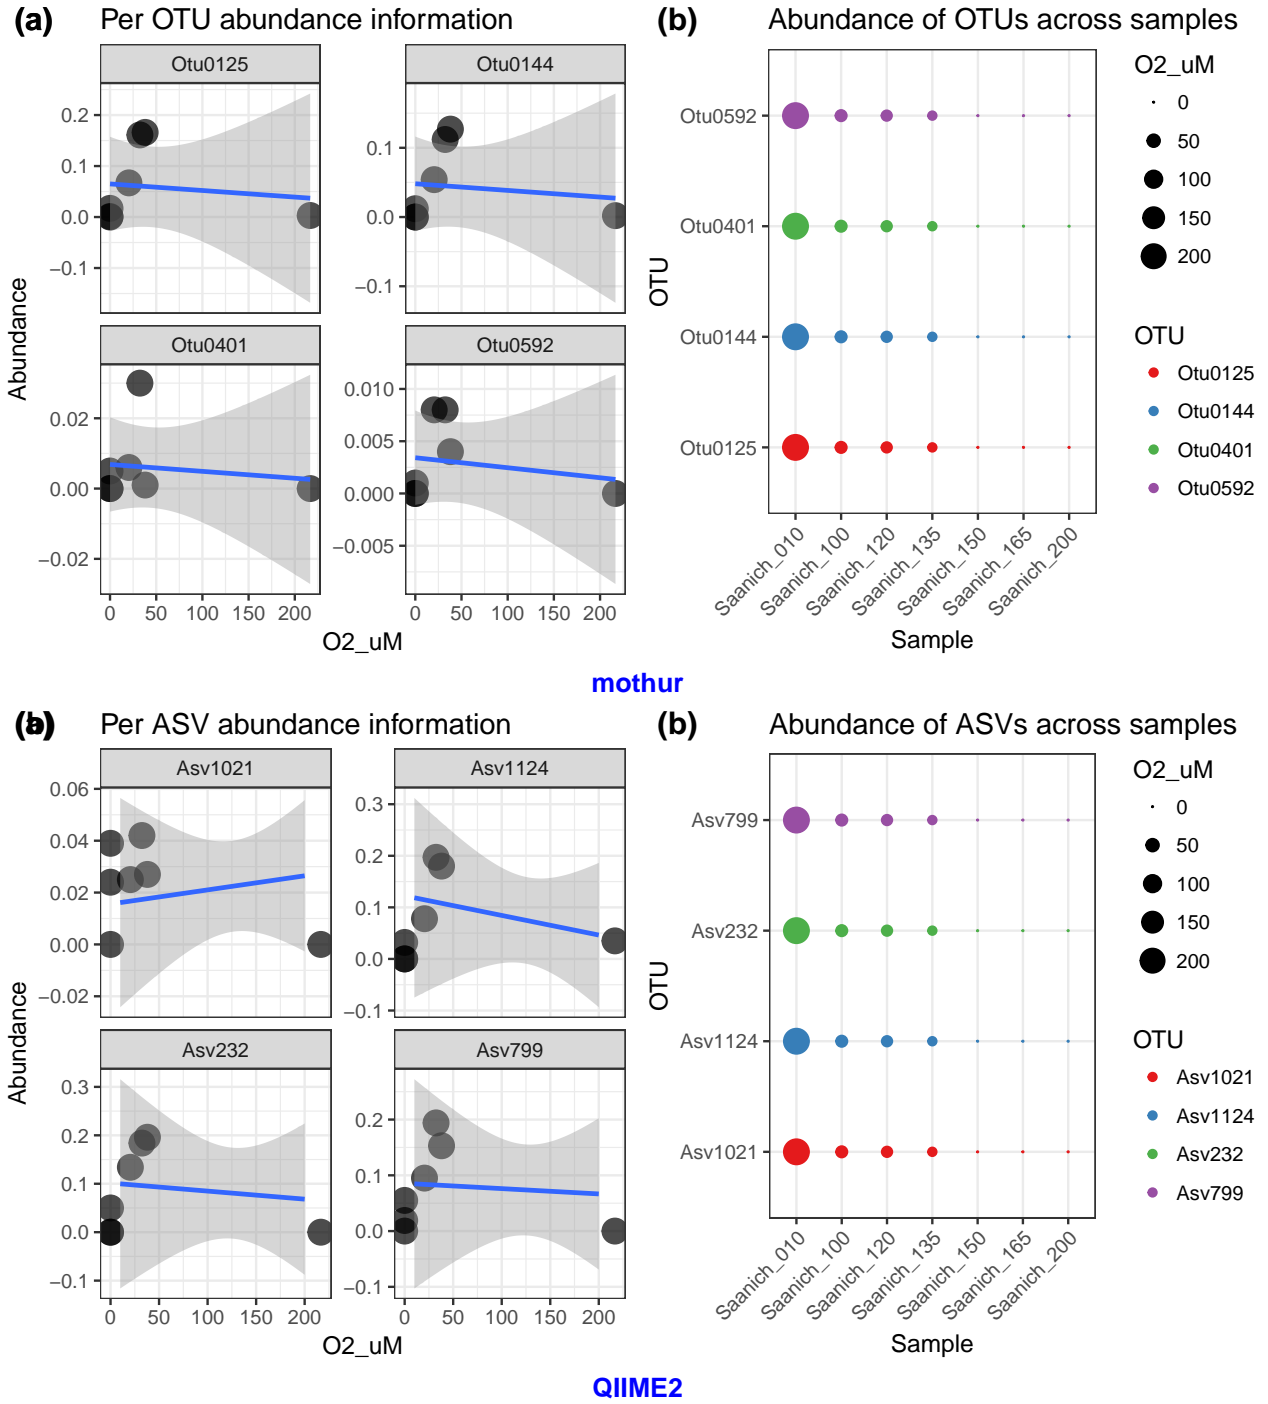 (a) Per OTU abundance information
Otu0125 Otu0144
0.2
0.1
0.0
−0.1
0.1
0.0
−0.1
Otu0401 Otu0592
0.02
0.00
−0.02
0.010
0.005
0.000
−0.005
0 50 100 150 200 0 50 100 150 200
O2_uM
Abundance
(b) Abundance of OTUs across samples
Otu0592
Otu0401
Otu0144
Otu0125
OTU
Saanich_010 Saanich_100 Saanich_120 Saanich_135 Saanich_150 Saanich_165 Saanich_200
Sample
O2_uM
0
50
100
150
200
OTU
Otu0125
Otu0144
Otu0401
Otu0592
mothur
(a) Per ASV abundance information
Asv1021 Asv1124
0.06
0.04
0.02
0.00
−0.02
0.3
0.2
0.1
0.0
−0.1
Asv232 Asv799
0.3
0.2
0.1
0.0
−0.1
0.2
0.1
0.0
−0.1
0 50 100 150 200 0 50 100 150 200
O2_uM
Abundance
(b) Abundance of ASVs across samples
Asv799
Asv232
Asv1124
Asv1021
OTU
Saanich_010 Saanich_100 Saanich_120 Saanich_135 Saanich_150 Saanich_165 Saanich_200
Sample
O2_uM
0
50
100
150
200
OTU
Asv1021
Asv1124
Asv232
Asv799
QIIME2